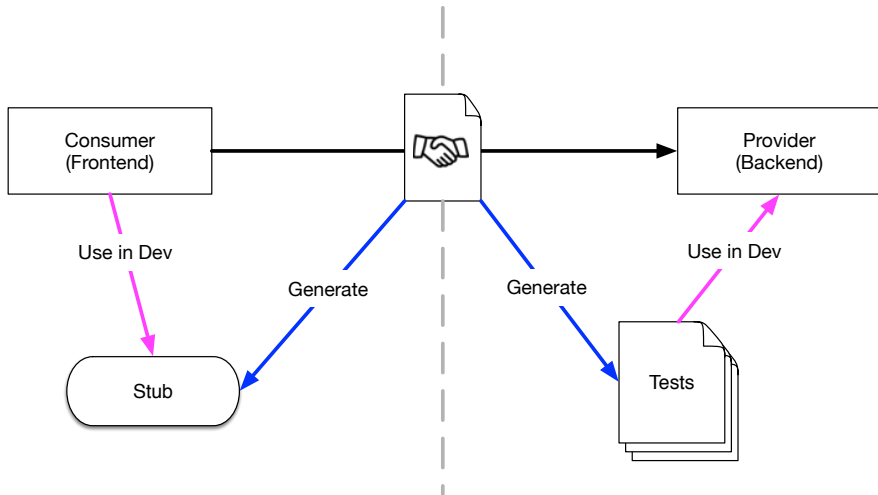 Consumer
(Frontend)
Provider
(Backend)
Use in Dev
Use in Dev
Generate
Generate
Stub
Tests